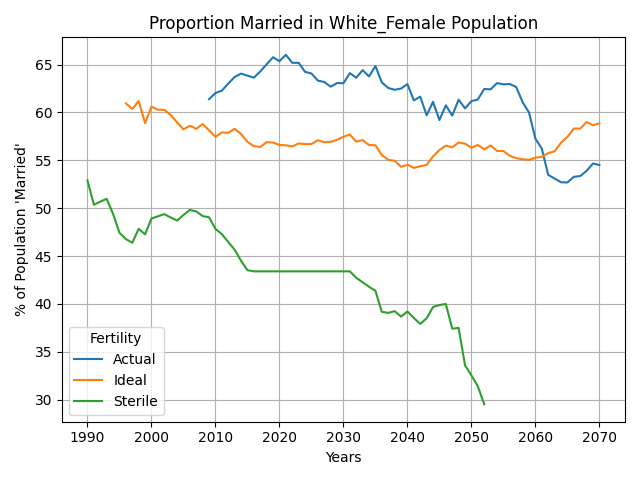 Proportion Married in White_Female Population
% of Population 'Married'
65
60
55
50
45
40
35
30
Fertility
Actual
Ideal
Sterile
1990 2000 2010 2020 2030 2040 2050 2060 2070
Years